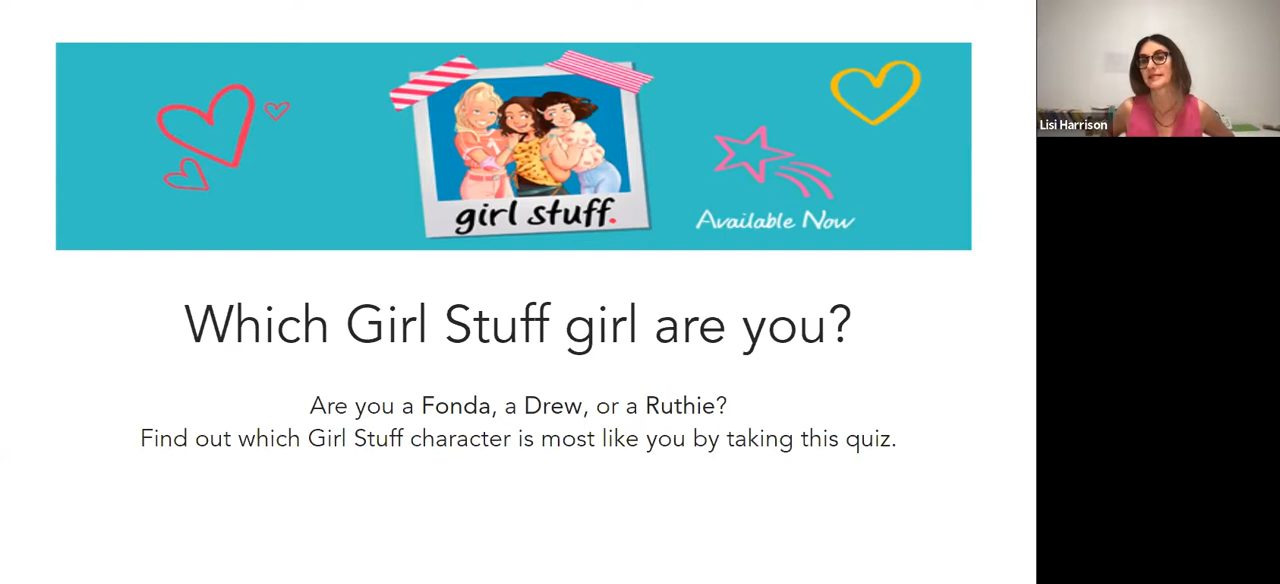 girl stuff.
Available Now
Lisi Harrison
Which Girl Stuff girl are you?
Are you a Fonda, a Drew, or a Ruthie?
Find out which Girl Stuff character is most like you by taking this quiz.